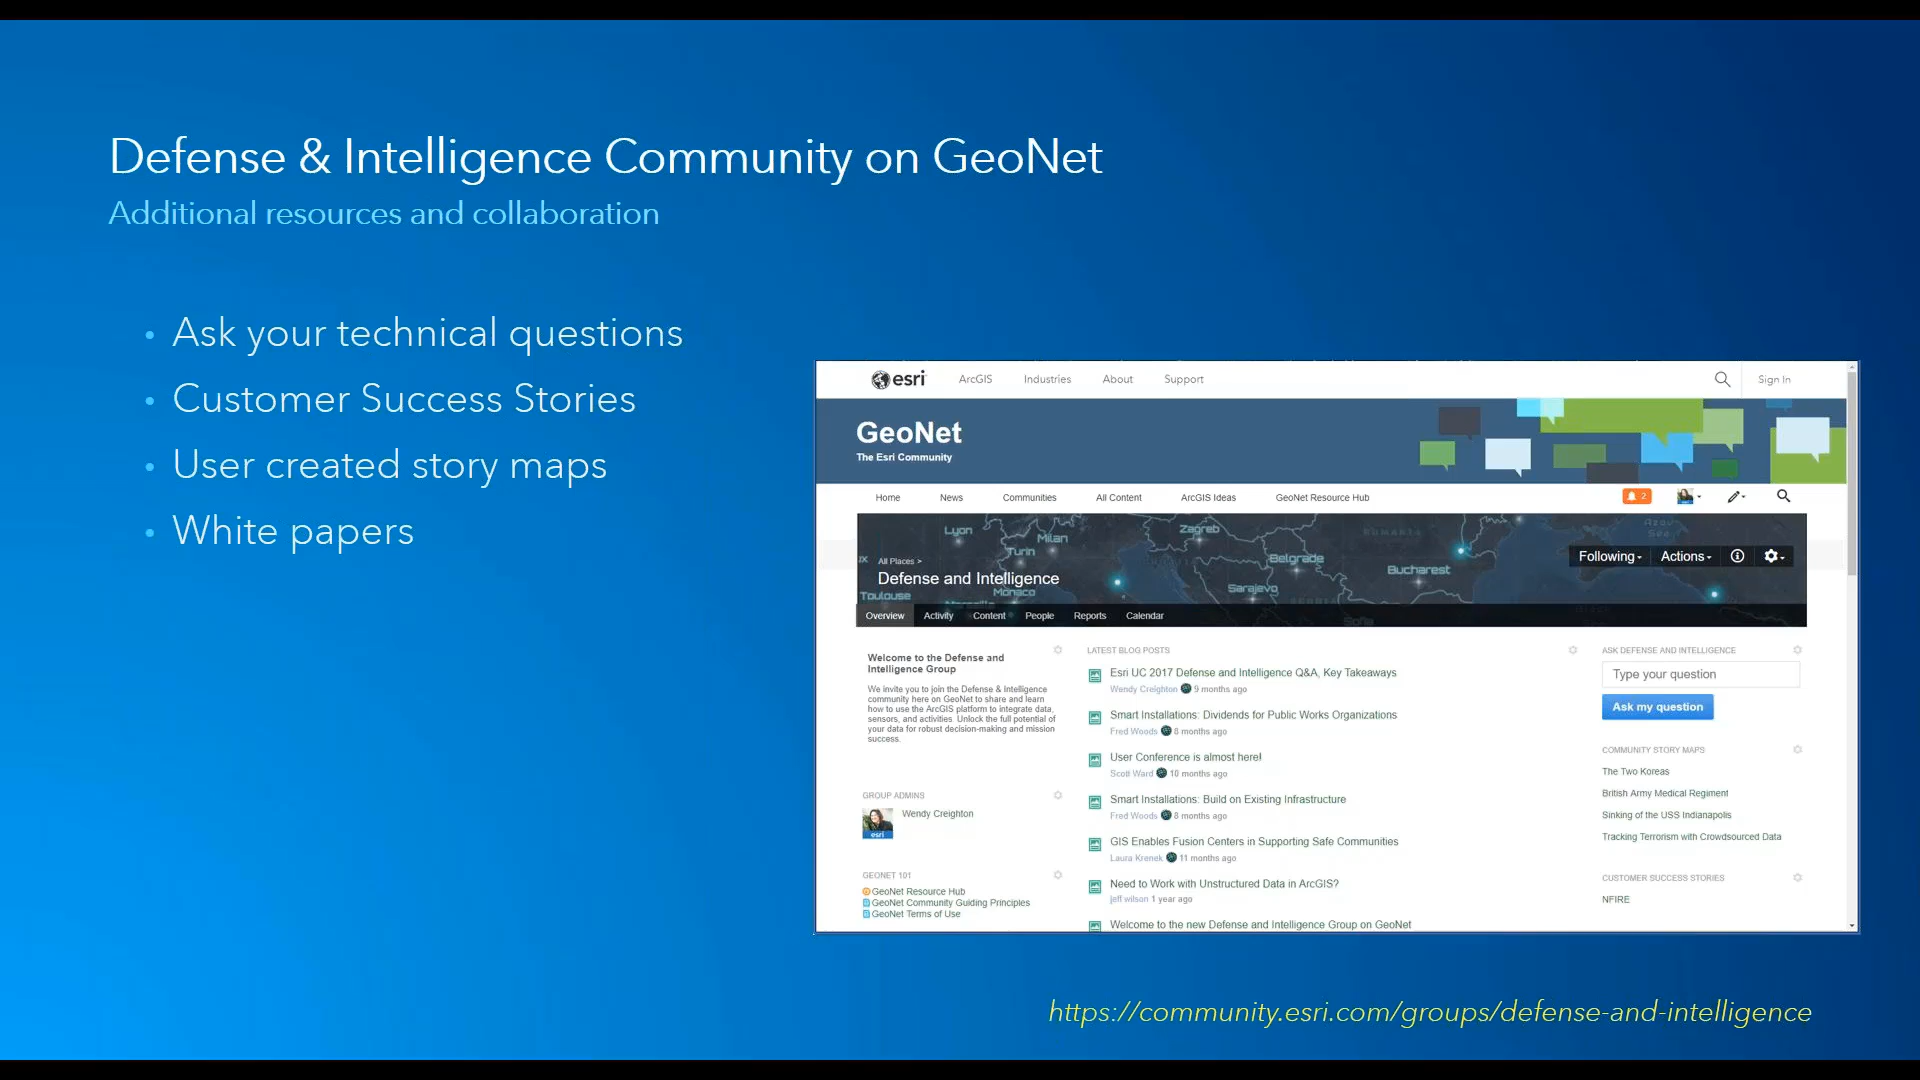 Defense & Intelligence Community on GeoNet
Additional resources and collaboration
• Ask your technical questions
• Customer Success Stories
• User created story maps
• White papers
esri ArcGIS Industries About Support Sign In
GeoNet
The Esri Community
Home News Communities All Content ArcGIS Ideas GeoNet Resource Hub 2
Lyon
Milan
Turin
Monaco
Toulouse
Zagreb
Belgrade
Sarajevo
Bucharest
All Places >
Defense and Intelligence
Following Actions
Overview Activity Content People Reports Calendar
Welcome to the Defense and
Intelligence Group
We invite you to join the Defense & Intelligence
community here on GeoNet to share and learn
how to use the ArcGIS platform to integrate data,
sensors, and activities. Unlock the full potential of
your data for robust decision-making and mission
success.
GROUP ADMINS
Wendy Creighton
esri
GEONET 101
GeoNet Resource Hub
GeoNet Community Guiding Principles
GeoNet Terms of Use
LATEST BLOG POSTS
Esri UC 2017 Defense and Intelligence Q&A, Key Takeaways
Wendy Creighton 9 months ago
Smart Installations: Dividends for Public Works Organizations
Fred Woods 8 months ago
User Conference is almost here!
Scott Ward 10 months ago
Smart Installations: Build on Existing Infrastructure
Fred Woods 8 months ago
GIS Enables Fusion Centers in Supporting Safe Communities
Laura Krenek 11 months ago
Need to Work with Unstructured Data in ArcGIS?
jeff wilson 1 year ago
Welcome to the new Defense and Intelligence Group on GeoNet
ASK DEFENSE AND INTELLIGENCE
Type your question
Ask my question
COMMUNITY STORY MAPS
The Two Koreas
British Army Medical Regiment
Sinking of the USS Indianapolis
Tracking Terrorism with Crowdsourced Data
CUSTOMER SUCCESS STORIES
NFIRE
https://community.esri.com/groups/defense-and-intelligence